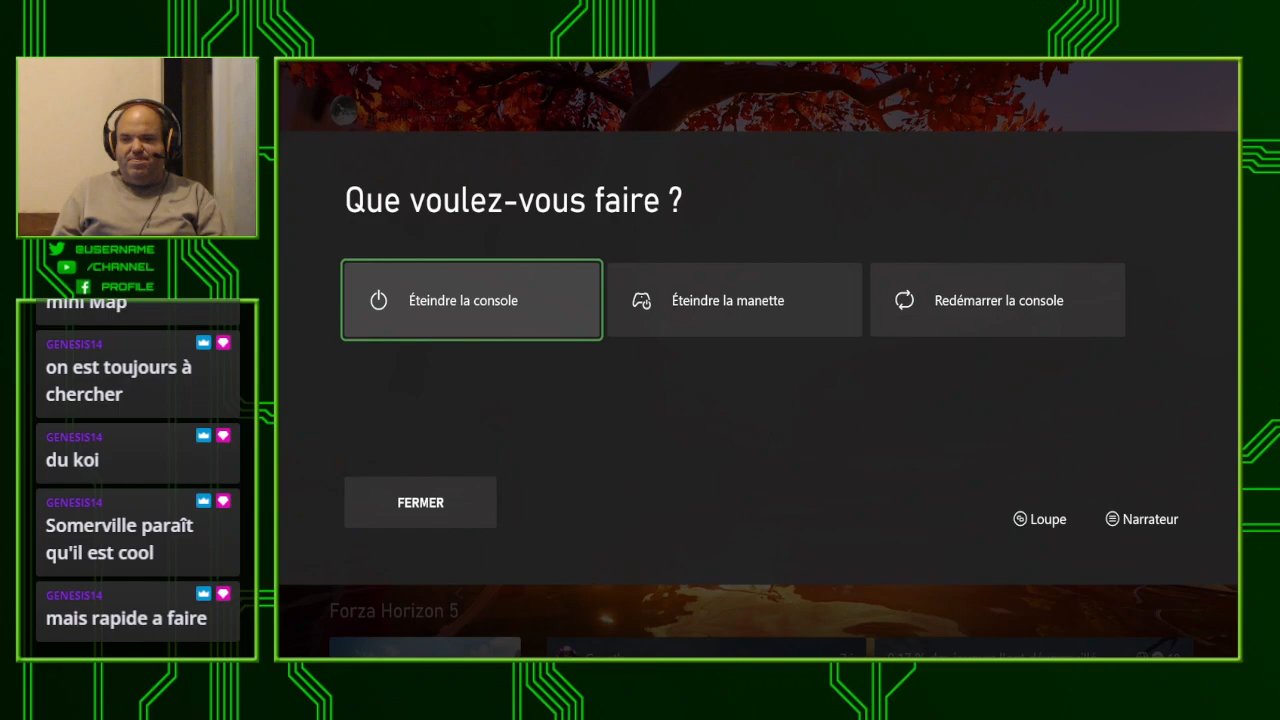 @USERNAME
/CHANNEL
PROFILE
mini Map
GENESIS14
on est toujours à
chercher
GENESIS14
du koi
GENESIS14
Somerville paraît
qu'il est cool
GENESIS14
mais rapide a faire
Que voulez-vous faire ?
Éteindre la console
Éteindre la manette
Redémarrer la console
FERMER
Loupe
Narrateur
Forza Horizon 5